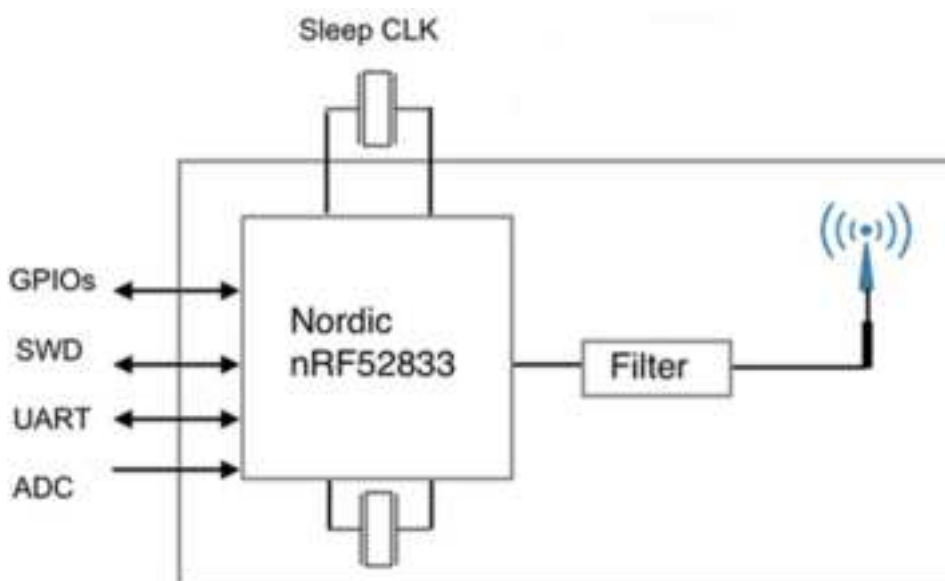 Sleep CLK
GPIOs
SWD
UART
ADC
Nordic
nRF52833
Filter